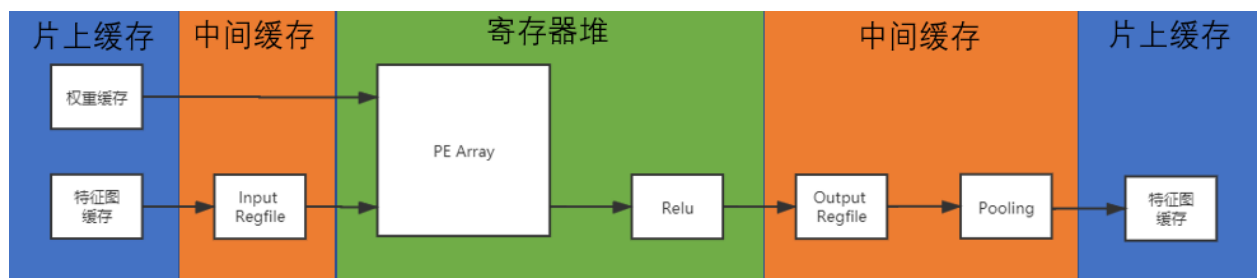 片上缓存
中间缓存
寄存器堆
中间缓存
片上缓存
权重缓存
PE Array
特征图
缓存
Input
Regfile
Relu
Output
Regfile
Pooling
特征图
缓存